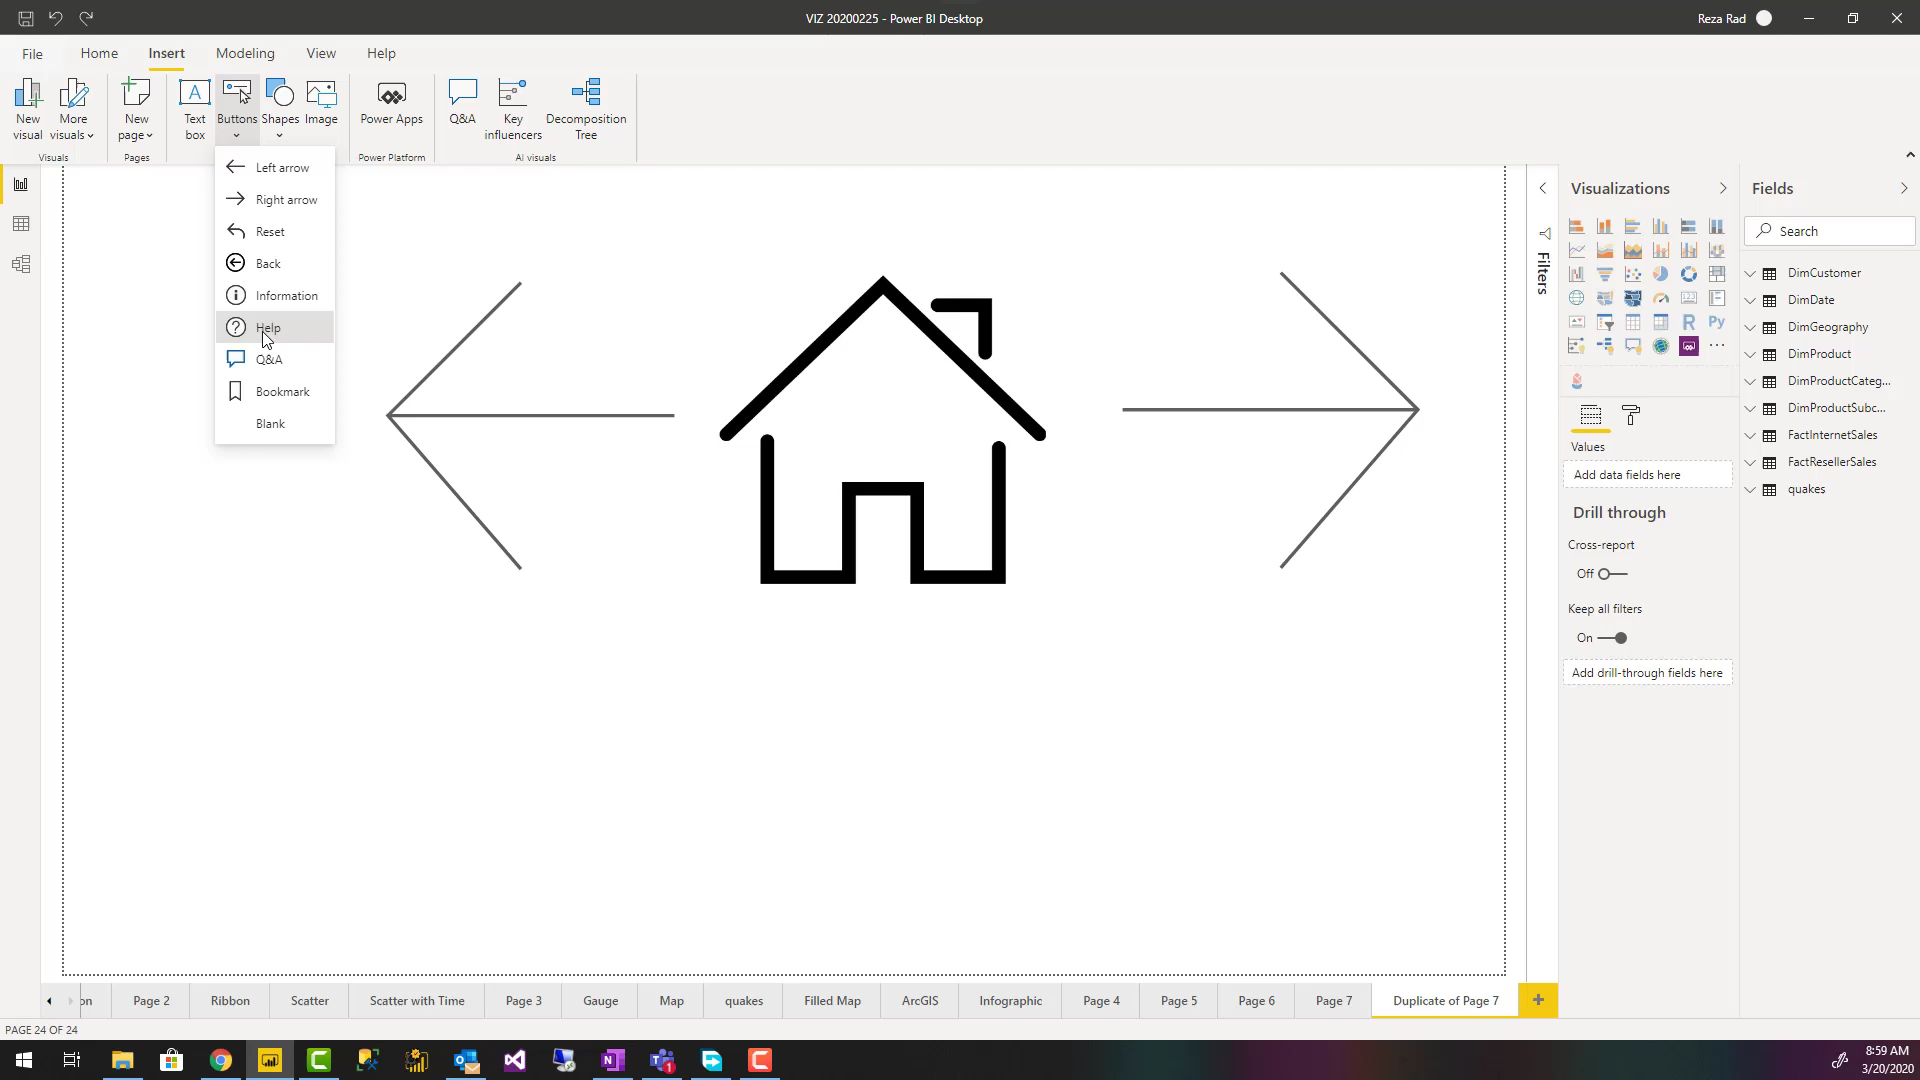 VIZ 20200225 - Power BI Desktop
Reza Rad
File
Home
Insert
Modeling
View
Help
New
visual
More
visuals
New
page
Text
box
Buttons
Shapes
Image
Power Apps
Q&A
Key
influencers
Decomposition
Tree
Visuals
Pages
Power Platform
AI visuals
Left arrow
Right arrow
Reset
Back
Information
Help
Q&A
Bookmark
Blank
Filters
Visualizations
R
Py
Values
Add data fields here
Drill through
Cross-report
Off
Keep all filters
On
Add drill-through fields here
Fields
Search
DimCustomer
DimDate
DimGeography
DimProduct
DimProductCateg...
DimProductSubc...
FactInternetSales
FactResellerSales
quakes
on
Page 2
Ribbon
Scatter
Scatter with Time
Page 3
Gauge
Map
quakes
Filled Map
ArcGIS
Infographic
Page 4
Page 5
Page 6
Page 7
Duplicate of Page 7
PAGE 24 OF 24
8:59 AM
3/20/2020